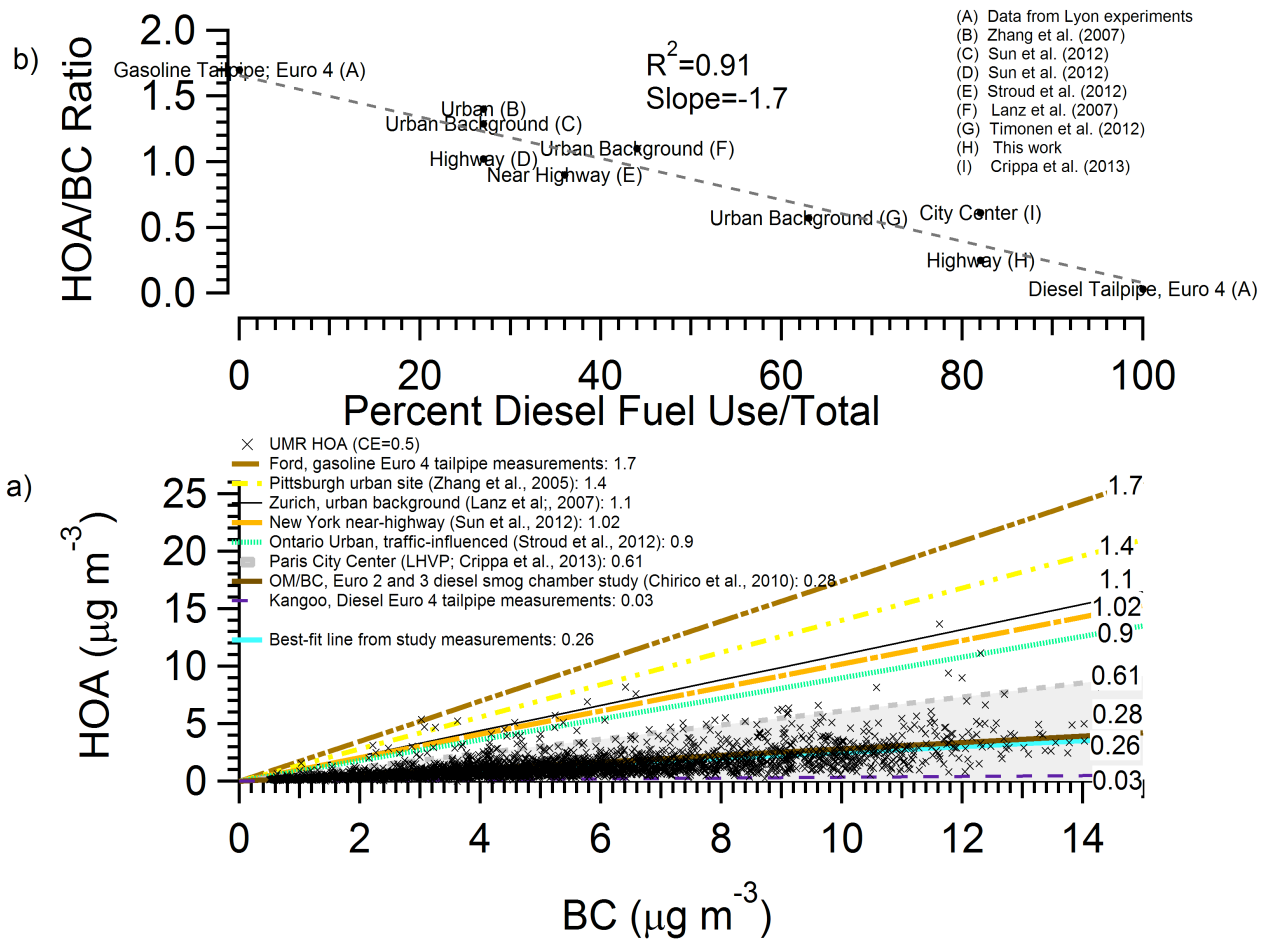 b)
HOA/BC Ratio
2.0
1.5
1.0
0.5
0.0
Gasoline Tailpipe; Euro 4 (A)
Urban (B)
Urban Background (C)
Highway (D)
Urban Background (F)
Near Highway (E)
Urban Background (G)
City Center (I)
Highway (H)
Diesel Tailpipe, Euro 4 (A)
R²=0.91
Slope=-1.7
(A) Data from Lyon experiments
(B) Zhang et al. (2007)
(C) Sun et al. (2012)
(D) Sun et al. (2012)
(E) Stroud et al. (2012)
(F) Lanz et al. (2007)
(G) Timonen et al. (2012)
(H) This work
(I) Crippa et al. (2013)
0 20 40 60 80 100
Percent Diesel Fuel Use/Total
a)
HOA (µg m⁻³)
25
20
15
10
5
0
UMR HOA (CE=0.5)
Ford, gasoline Euro 4 tailpipe measurements: 1.7
Pittsburgh urban site (Zhang et al., 2005): 1.4
Zurich, urban background (Lanz et al;, 2007): 1.1
New York near-highway (Sun et al., 2012): 1.02
Ontario Urban, traffic-influenced (Stroud et al., 2012): 0.9
Paris City Center (LHVP; Crippa et al., 2013): 0.61
OM/BC, Euro 2 and 3 diesel smog chamber study (Chirico et al., 2010): 0.28
Kangoo, Diesel Euro 4 tailpipe measurements: 0.03
Best-fit line from study measurements: 0.26
1.7
1.4
1.1
1.02
0.9
0.61
0.28
0.26
0.03
0 2 4 6 8 10 12 14
BC (µg m⁻³)